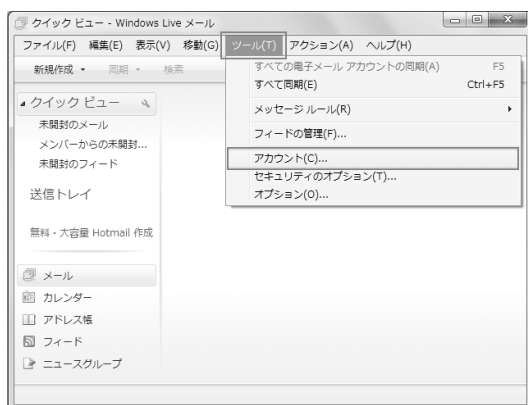 クイック ビュー - Windows Live メール
ファイル(F) 編集(E) 表示(V) 移動(G) ツール(T) アクション(A) ヘルプ(H)
新規作成 同期 検索
すべての電子メール アカウントの同期(A) F5
すべて同期(E) Ctrl+F5
メッセージ ルール(R)
フィードの管理(F)...
アカウント(C)...
セキュリティのオプション(T)...
オプション(O)...
クイック ビュー
未開封のメール
メンバーからの未開封...
未開封のフィード
送信トレイ
無料・大容量 Hotmail 作成
メール
カレンダー
アドレス帳
フィード
ニュースグループ